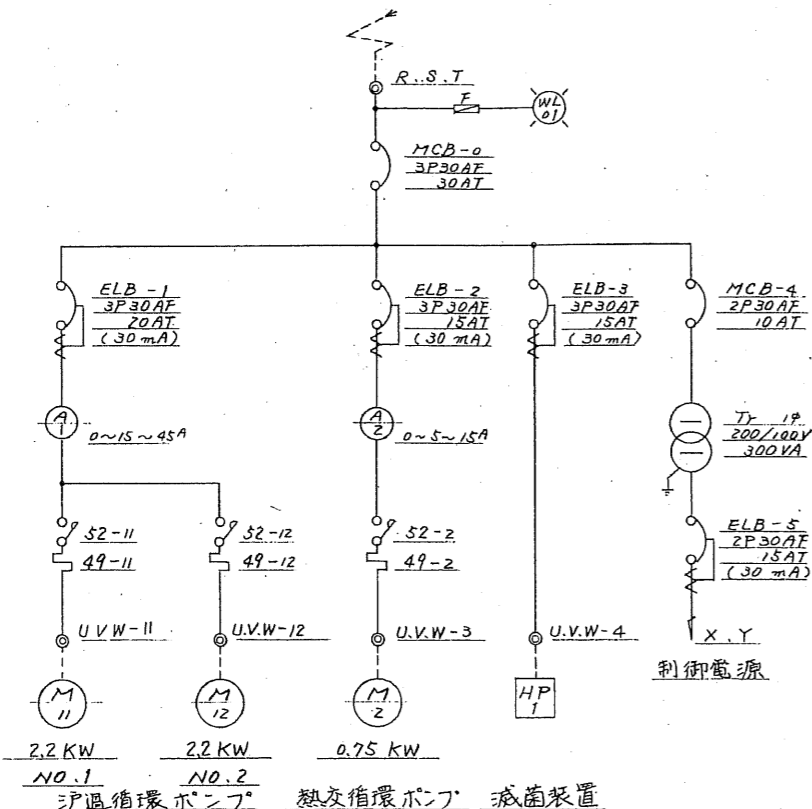 R.S.T
F
WL
01
MCB-0
3P30AF
30AT
ELB-1
3P30AF
20AT
(30mA)
ELB-2
3P30AF
15AT
(30mA)
ELB-3
3P30AF
15AT
(30mA)
MCB-4
2P30AF
10AT
A
1
0~15~45A
A
2
0~5~15A
Tr 1φ
200/100V
300VA
52-11
49-11
52-12
49-12
52-2
49-2
ELB-5
2P30AF
15AT
(30mA)
UVW-11
U.V.W-12
U.V.W-3
U.V.W-4
X.Y
制御電源
M
11
M
12
M
2
HP
1
2.2KW
2.2KW
0.75KW
NO.1
NO.2
沪過循環ポンプ
熱交循環ポンプ
滅菌装置